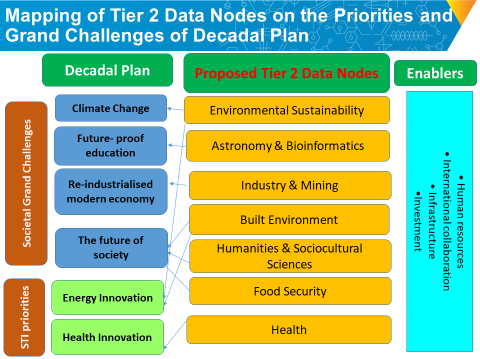 Mapping of Tier 2 Data Nodes on the Priorities and
Grand Challenges of Decadal Plan
Decadal Plan
Proposed Tier 2 Data Nodes
Enablers
Societal Grand Challenges
Climate Change
Future- proof
education
Re-industrialised
modern economy
The future of
society
STI priorities
Energy Innovation
Health Innovation
Environmental Sustainability
Astronomy & Bioinformatics
Industry & Mining
Built Environment
Humanities & Sociocultural
Sciences
Food Security
Health
• Human resources
• International collaboration
• Infrastructure
•Investment